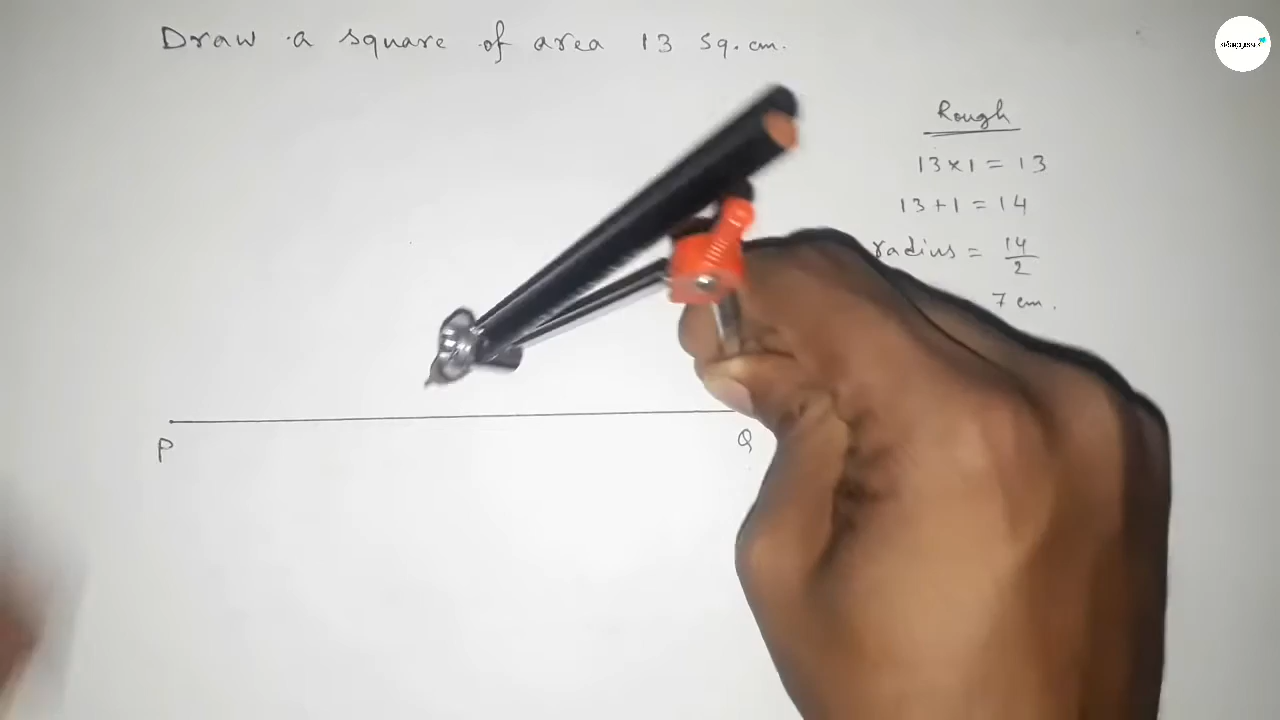 Draw a square of area 13 sq.cm.
Rough
13×1 = 13
13+1 = 14
radius = 14/2
7 cm.
P
Q